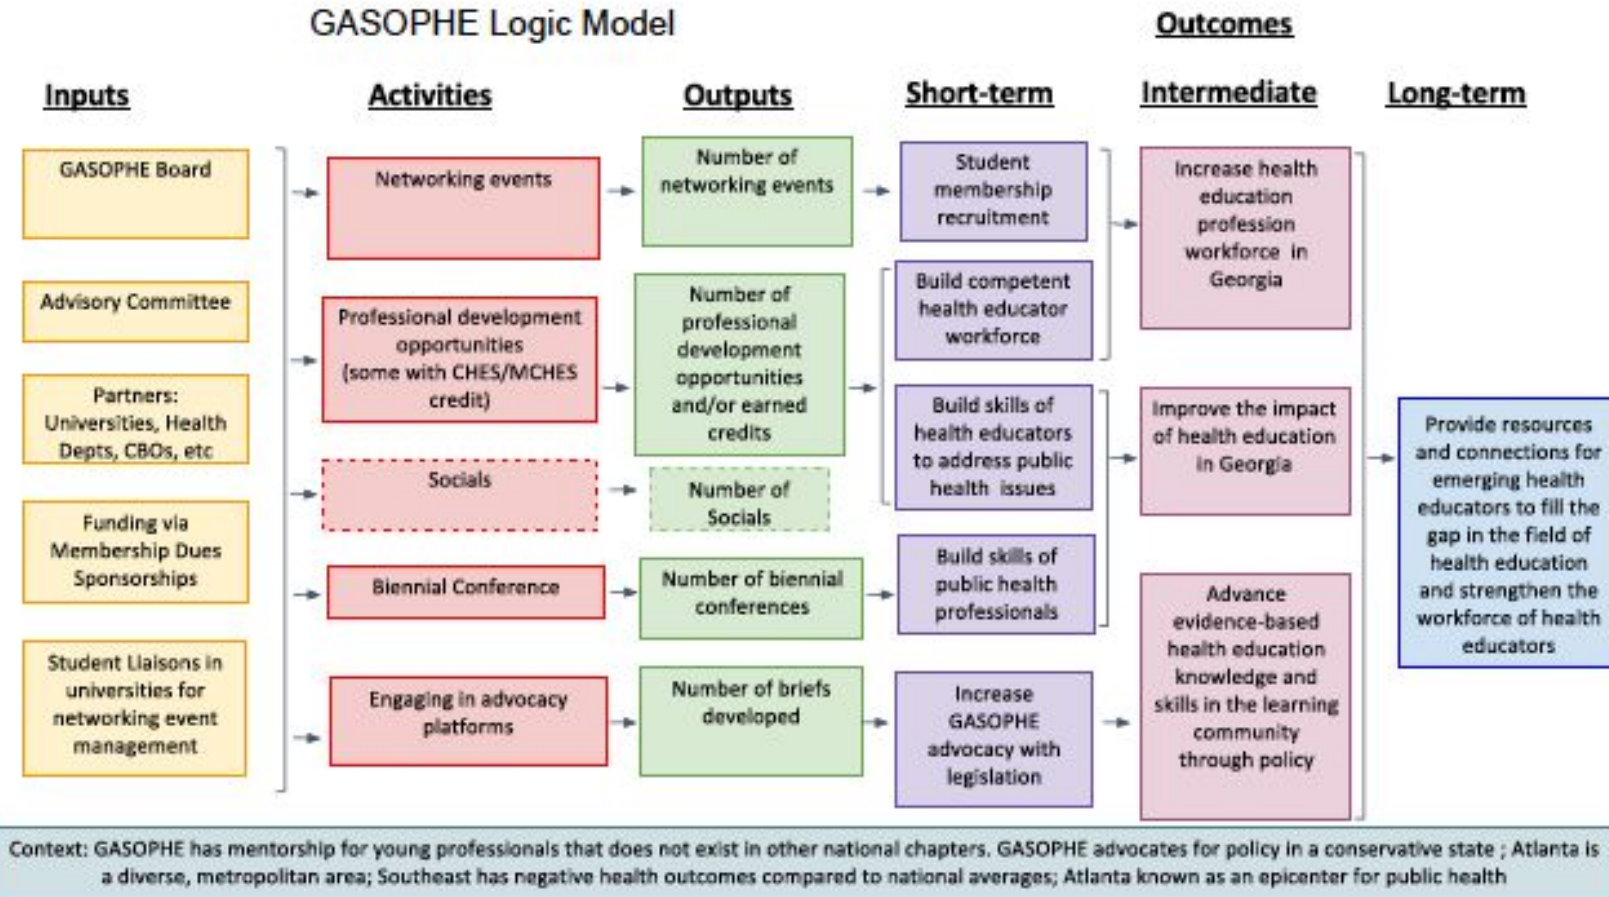 GASOPHE Logic Model
Outcomes
Inputs
Activities
Outputs
Short-term
Intermediate
Long-term
GASOPHE Board
Advisory Committee
Partners:
Universities, Health
Depts, CBOs, etc
Funding via
Membership Dues
Sponsorships
Student Liaisons in
universities for
networking event
management
Networking events
Professional development
opportunities
(some with CHES/MCHES
credit)
Socials
Biennial Conference
Engaging in advocacy
platforms
Number of
networking events
Number of
professional
development
opportunities
and/or earned
credits
Number of
Socials
Number of biennial
conferences
Number of briefs
developed
Student
membership
recruitment
Build competent
health educator
workforce
Build skills of
health educators
to address public
health issues
Build skills of
public health
professionals
Increase
GASOPHE
advocacy with
legislation
Increase health
education
profession
workforce in
Georgia
Improve the impact
of health education
in Georgia
Advance
evidence-based
health education
knowledge and
skills in the learning
community
through policy
Provide resources
and connections for
emerging health
educators to fill the
gap in the field of
health education
and strengthen the
workforce of health
educators
Context: GASOPHE has mentorship for young professionals that does not exist in other national chapters. GASOPHE advocates for policy in a conservative state ; Atlanta is
a diverse, metropolitan area; Southeast has negative health outcomes compared to national averages; Atlanta known as an epicenter for public health